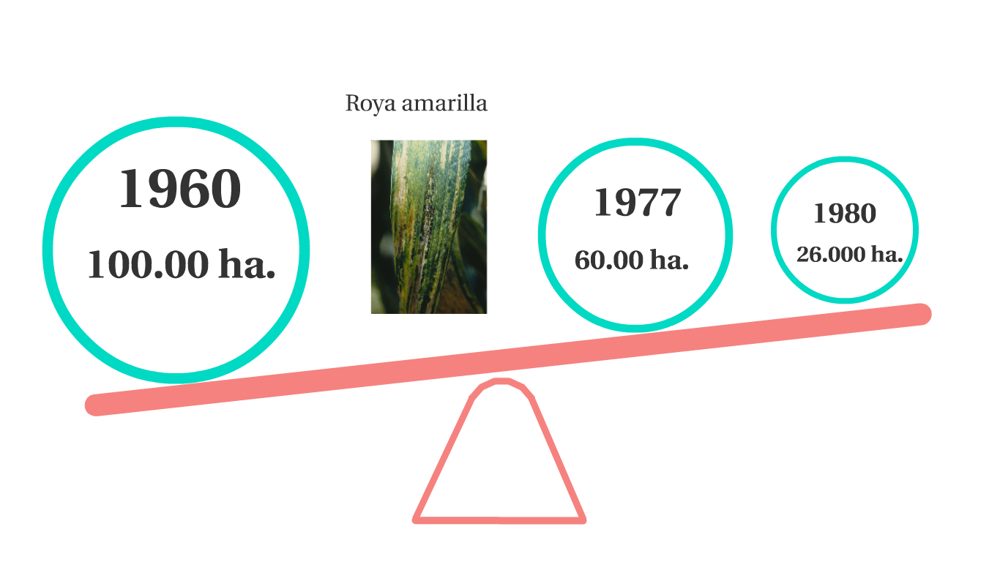 Roya amarilla
1960
100.00 ha.
1977
60.00 ha.
1980
26.000 ha.